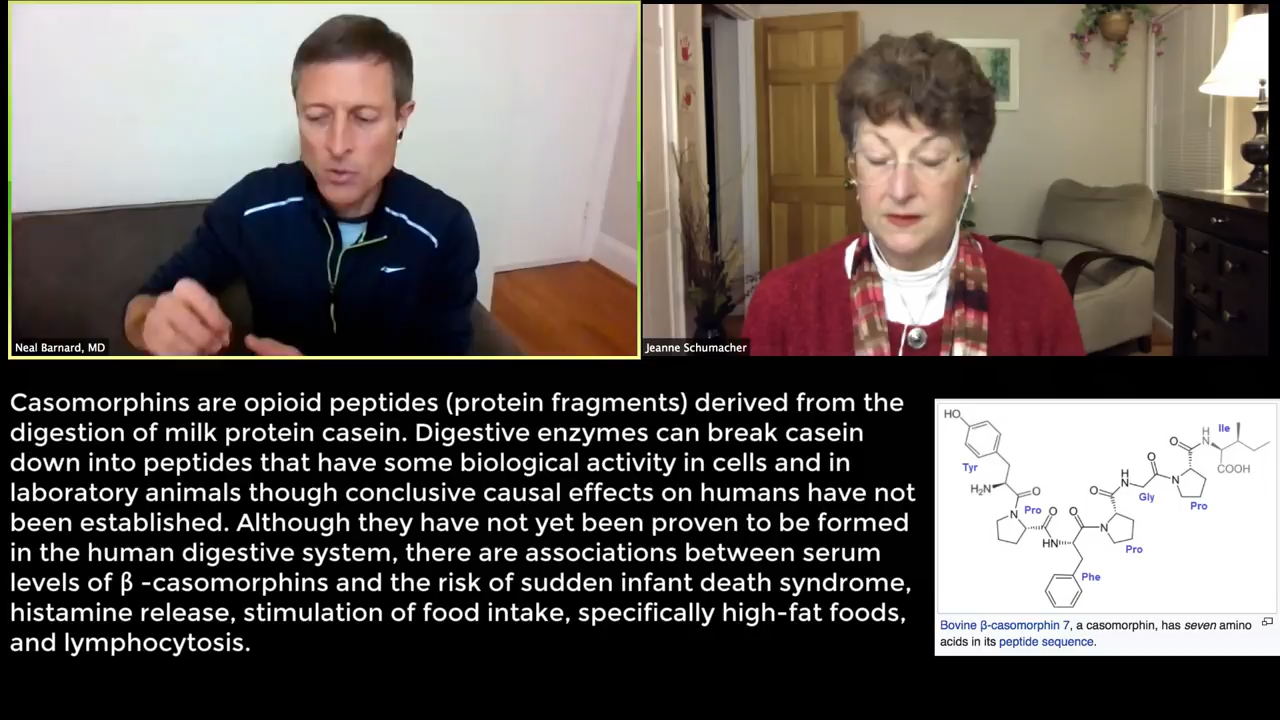 Neal Barnard, MD
Jeanne Schumacher
Casomorphins are opioid peptides (protein fragments) derived from the
digestion of milk protein casein. Digestive enzymes can break casein
down into peptides that have some biological activity in cells and in
laboratory animals though conclusive causal effects on humans have not
been established. Although they have not yet been proven to be formed
in the human digestive system, there are associations between serum
levels of β -casomorphins and the risk of sudden infant death syndrome,
histamine release, stimulation of food intake, specifically high-fat foods,
and lymphocytosis.
HO
Tyr
H₂N
O
N
Pro
O
HN
Phe
O
N
Pro
O
H
N
Gly
O
N
Pro
O
H
N
Ile
COOH
Bovine β-casomorphin 7, a casomorphin, has seven amino
acids in its peptide sequence.